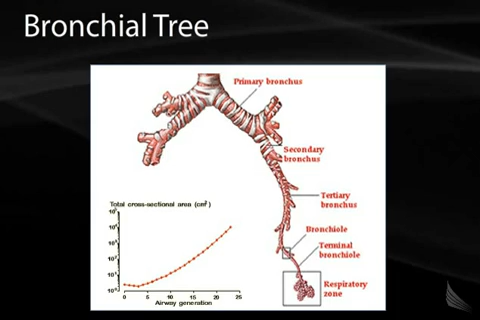 Bronchial Tree
Primary bronchus
Secondary
bronchus
Tertiary
bronchus
Bronchiole
Terminal
bronchiole
Respiratory
zone
Total cross-sectional area (cm²)
0 5 10 15 20 25
Airway generation